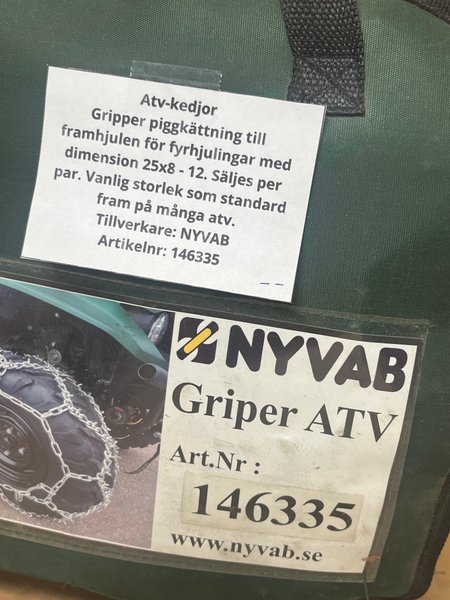 Atv-kedjor
Gripper piggkättning till
framhjulen för fyrhjulingar med
dimension 25x8 - 12. Säljes per
par. Vanlig storlek som standard
fram på många atv.
Tillverkare: NYVAB
Artikelnr: 146335
NYVAB
Griper ATV
Art.Nr :
146335
www.nyvab.se